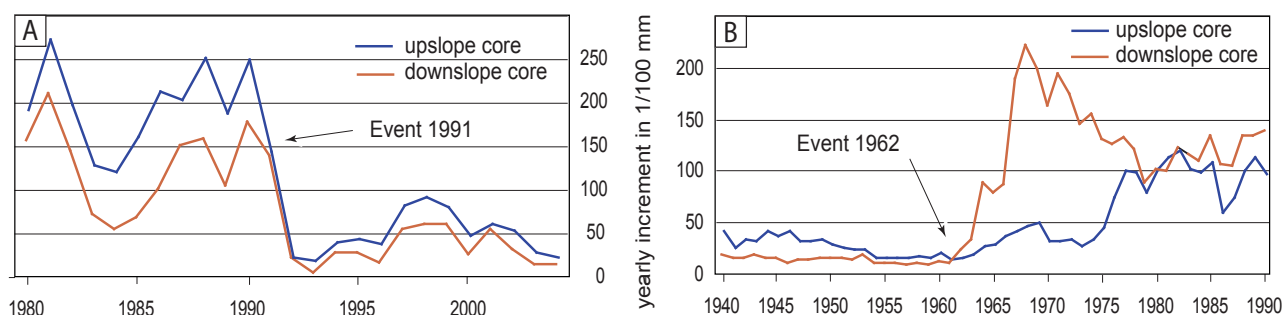 A
upslope core
downslope core
Event 1991
250
200
150
100
50
0
1980 1985 1990 1995 2000
yearly increment in 1/100 mm
B
upslope core
downslope core
Event 1962
200
150
100
50
0
1940 1945 1950 1955 1960 1965 1970 1975 1980 1985 1990